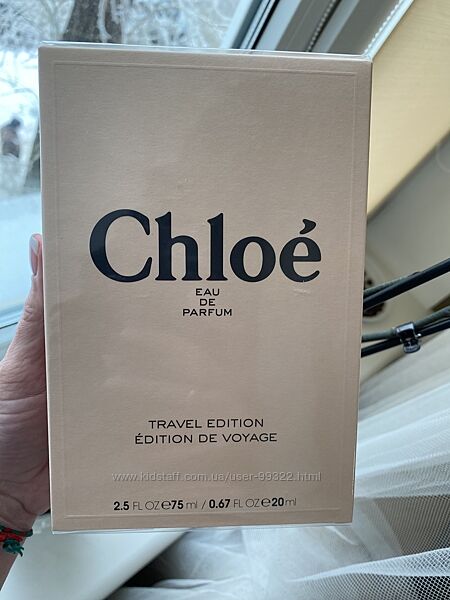 Chloé
EAU
DE
PARFUM
TRAVEL EDITION
ÉDITION DE VOYAGE
www.kidstaff.com.ua/user-99322.html
2.5 FL OZ℮75 ml / 0.67 FL OZ℮20 ml